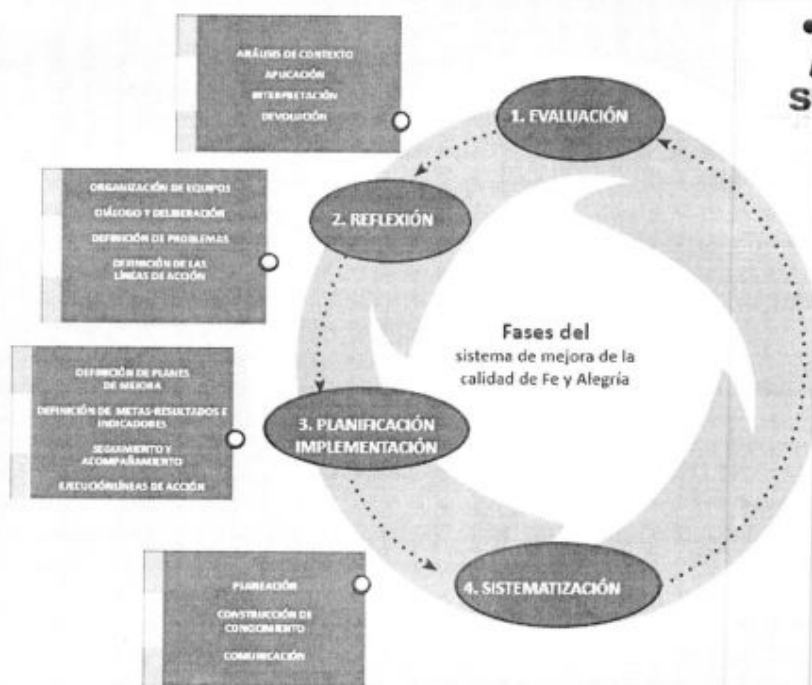 ANÁLISIS DE CONTEXTO
APLICACIÓN
INTERPRETACIÓN
DEVOLUCIÓN
1. EVALUACIÓN
ORGANIZACIÓN DE EQUIPOS
DIÁLOGO Y DELIBERACIÓN
DEFINICIÓN DE PROBLEMAS
DEFINICIÓN DE LAS
LÍNEAS DE ACCIÓN
2. REFLEXIÓN
Fases del
sistema de mejora de la
calidad de Fe y Alegría
DEFINICIÓN DE PLANES
DE MEJORA
DEFINICIÓN DE METAS-RESULTADOS E
INDICADORES
SEGUIMIENTO Y
ACOMPAÑAMIENTO
EJECUCIÓN LÍNEAS DE ACCIÓN
3. PLANIFICACIÓN
IMPLEMENTACIÓN
PLANEACIÓN
CONSTRUCCIÓN DE
CONOCIMIENTO
COMUNICACIÓN
4. SISTEMATIZACIÓN